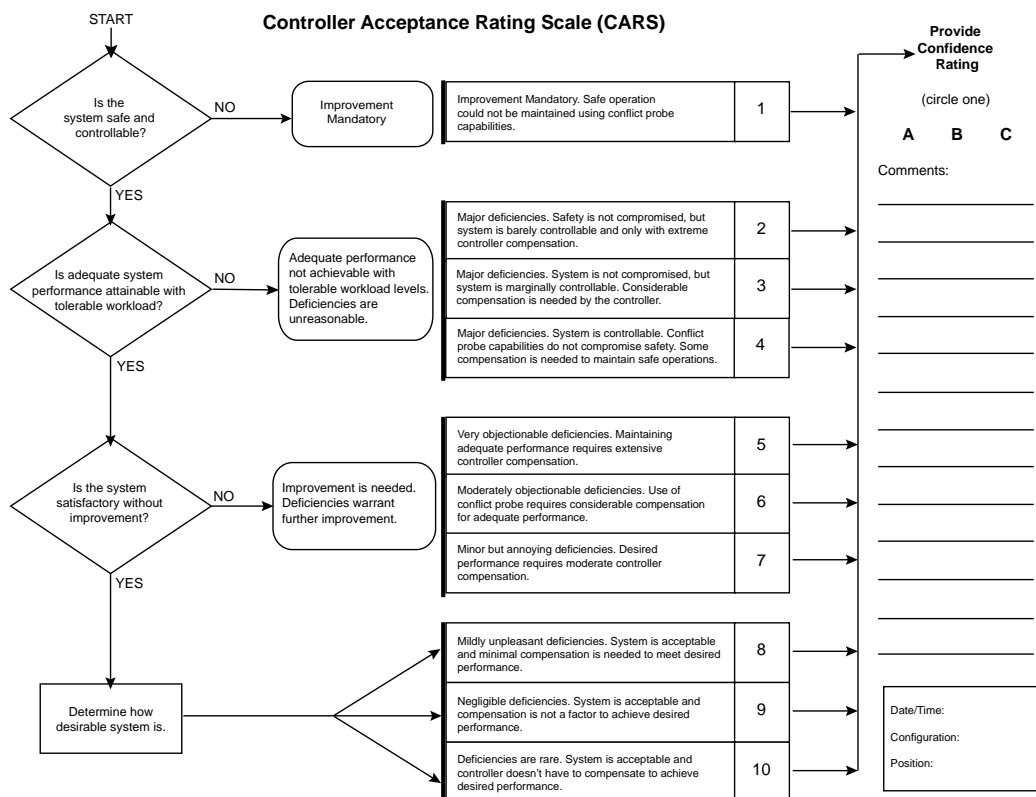 START
Controller Acceptance Rating Scale (CARS)
Is the
system safe and
controllable?
NO
Improvement
Mandatory
Improvement Mandatory. Safe operation
could not be maintained using conflict probe
capabilities.
1
YES
Is adequate system
performance attainable with
tolerable workload?
NO
Adequate performance
not achievable with
tolerable workload levels.
Deficiencies are
unreasonable.
Major deficiencies. Safety is not compromised, but
system is barely controllable and only with extreme
controller compensation.
2
Major deficiencies. System is not compromised, but
system is marginally controllable. Considerable
compensation is needed by the controller.
3
Major deficiencies. System is controllable. Conflict
probe capabilities do not compromise safety. Some
compensation is needed to maintain safe operations.
4
YES
Is the system
satisfactory without
improvement?
NO
Improvement is needed.
Deficiencies warrant
further improvement.
Very objectionable deficiencies. Maintaining
adequate performance requires extensive
controller compensation.
5
Moderately objectionable deficiencies. Use of
conflict probe requires considerable compensation
for adequate performance.
6
Minor but annoying deficiencies. Desired
performance requires moderate controller
compensation.
7
YES
Determine how
desirable system is.
Mildly unpleasant deficiencies. System is acceptable
and minimal compensation is needed to meet desired
performance.
8
Negligible deficiencies. System is acceptable and
compensation is not a factor to achieve desired
performance.
9
Deficiencies are rare. System is acceptable and
controller doesn't have to compensate to achieve
desired performance.
10
Provide
Confidence
Rating
(circle one)
A B C
Comments:
Date/Time:
Configuration:
Position: